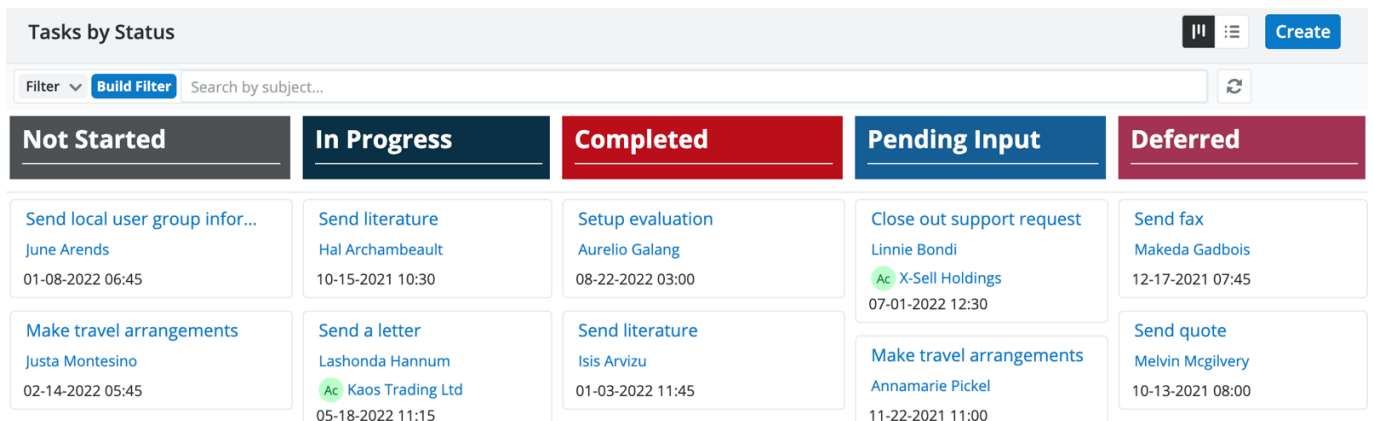 Tasks by Status
Create
Filter
Build Filter
Search by subject...
Not Started
In Progress
Completed
Pending Input
Deferred
Send local user group infor...
June Arends
01-08-2022 06:45
Make travel arrangements
Justa Montesino
02-14-2022 05:45
Send literature
Hal Archambeault
10-15-2021 10:30
Send a letter
Lashonda Hannum
Ac Kaos Trading Ltd
05-18-2022 11:15
Setup evaluation
Aurelio Galang
08-22-2022 03:00
Send literature
Isis Arvizu
01-03-2022 11:45
Close out support request
Linnie Bondi
Ac X-Sell Holdings
07-01-2022 12:30
Make travel arrangements
Annamarie Pickel
11-22-2021 11:00
Send fax
Makeda Gadbois
12-17-2021 07:45
Send quote
Melvin Mcgilvery
10-13-2021 08:00